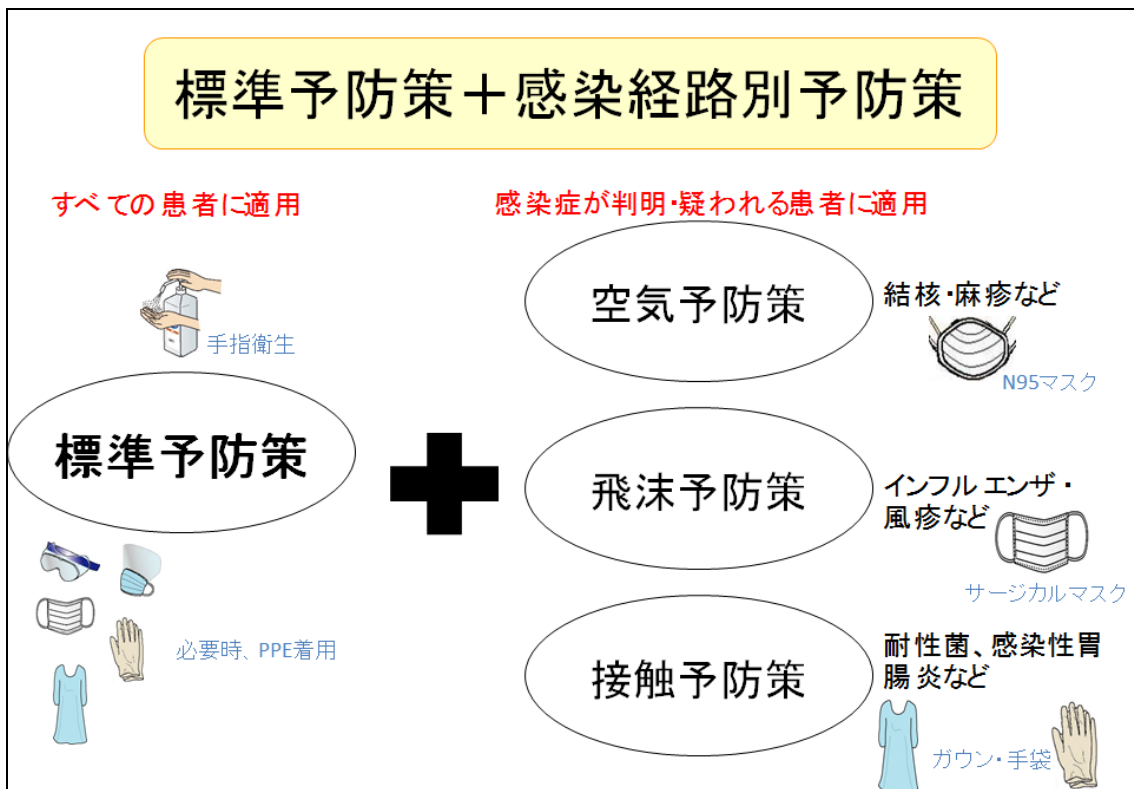 標準予防策＋感染経路別予防策
すべての患者に適用
手指衛生
標準予防策
必要時、PPE着用
感染症が判明・疑われる患者に適用
空気予防策
結核・麻疹など
N95マスク
飛沫予防策
インフルエンザ・
風疹など
サージカルマスク
接触予防策
耐性菌、感染性胃
腸炎など
ガウン・手袋